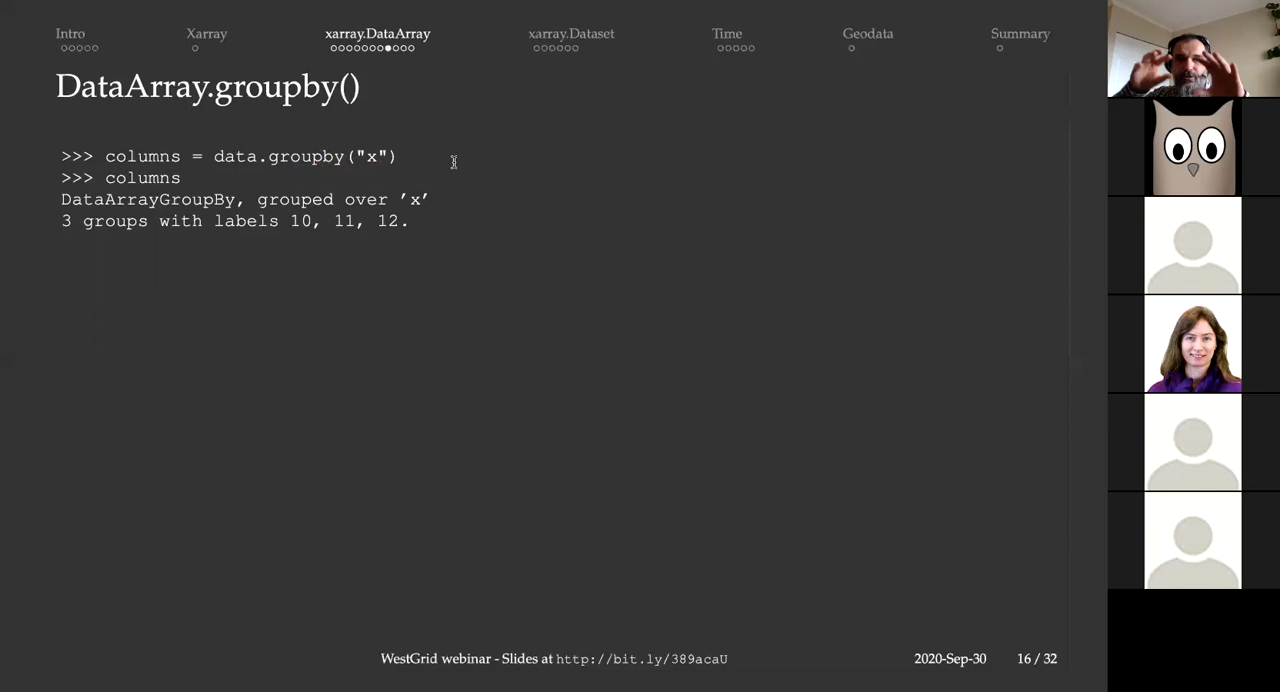 Intro Xarray xarray.DataArray xarray.Dataset Time Geodata Summary
DataArray.groupby()
>>> columns = data.groupby("x")
>>> columns
DataArrayGroupBy, grouped over ’x’
3 groups with labels 10, 11, 12.
WestGrid webinar - Slides at http://bit.ly/389acaU 2020-Sep-30 16 / 32